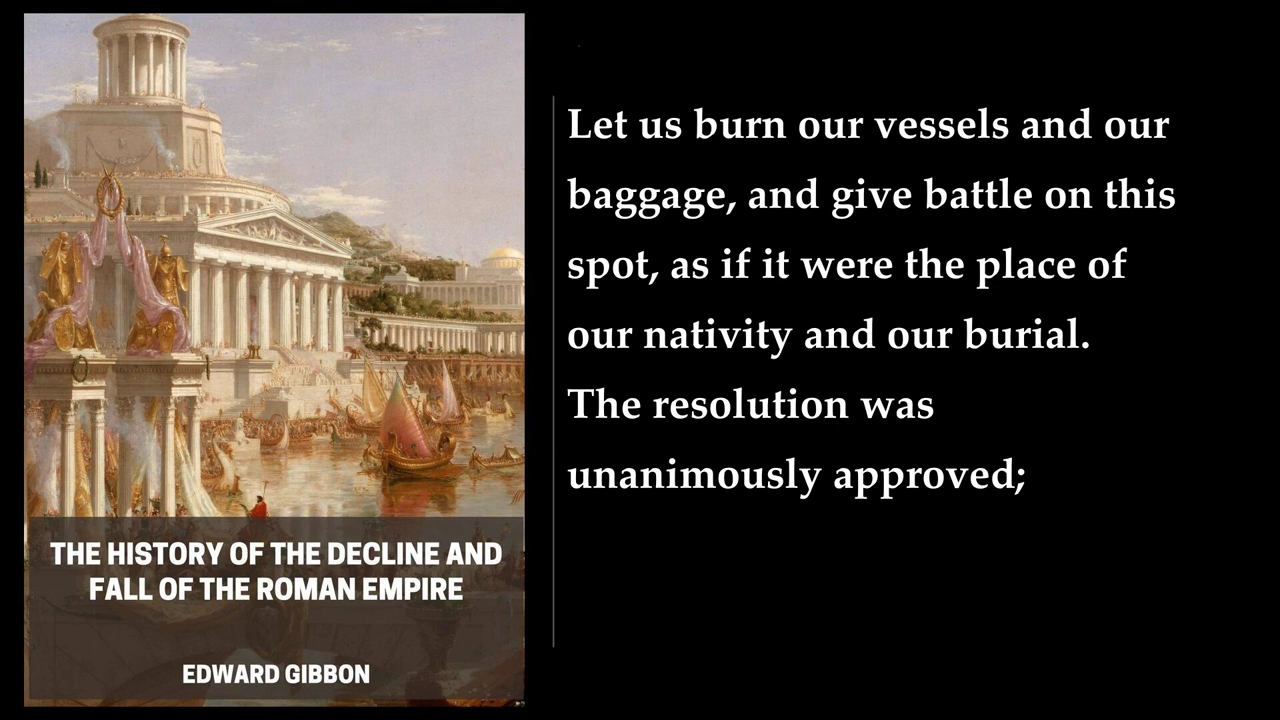 Let us burn our vessels and our
baggage, and give battle on this
spot, as if it were the place of
our nativity and our burial.
The resolution was
unanimously approved;
THE HISTORY OF THE DECLINE AND
FALL OF THE ROMAN EMPIRE
EDWARD GIBBON